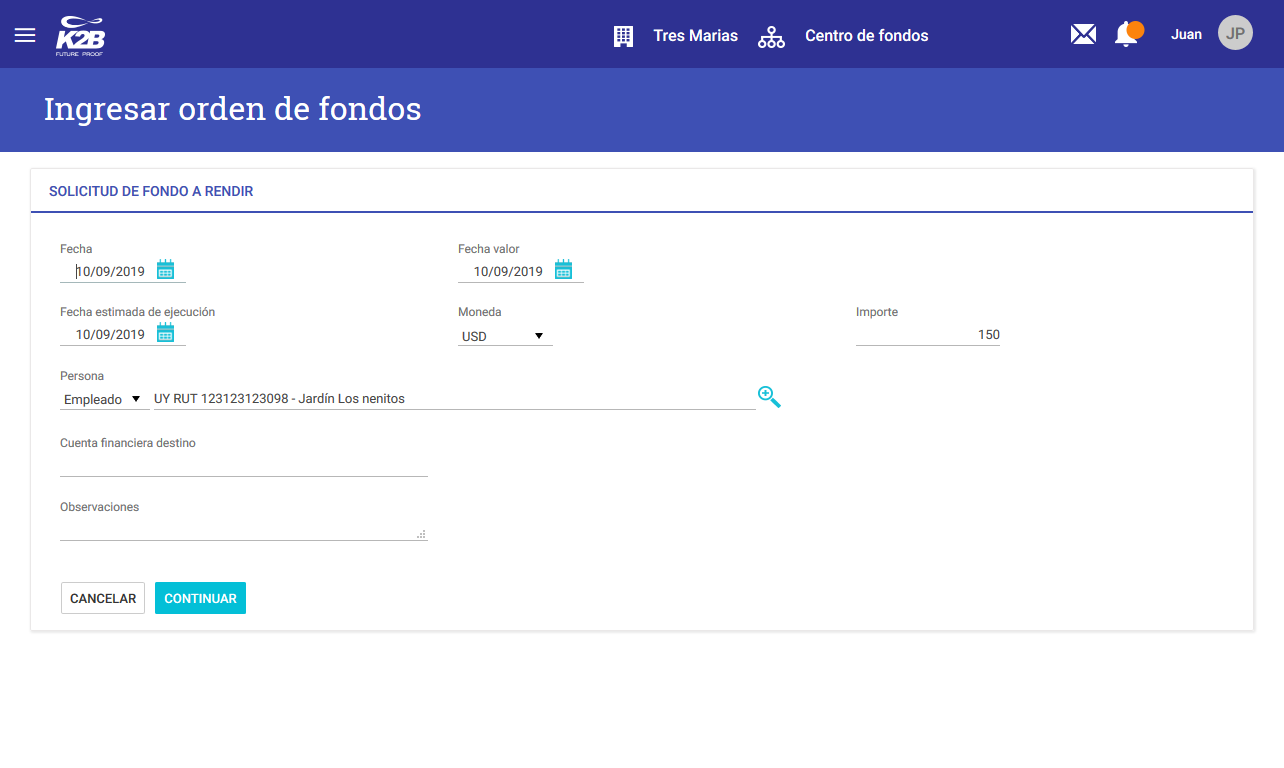 K2B
FUTURE PROOF
Tres Marias
Centro de fondos
Juan
JP
Ingresar orden de fondos
SOLICITUD DE FONDO A RENDIR
Fecha
Fecha valor
10/09/2019
10/09/2019
Fecha estimada de ejecución
Moneda
Importe
10/09/2019
USD
150
Persona
Empleado
UY RUT 123123123098 - Jardín Los nenitos
Cuenta financiera destino
Observaciones
CANCELAR
CONTINUAR